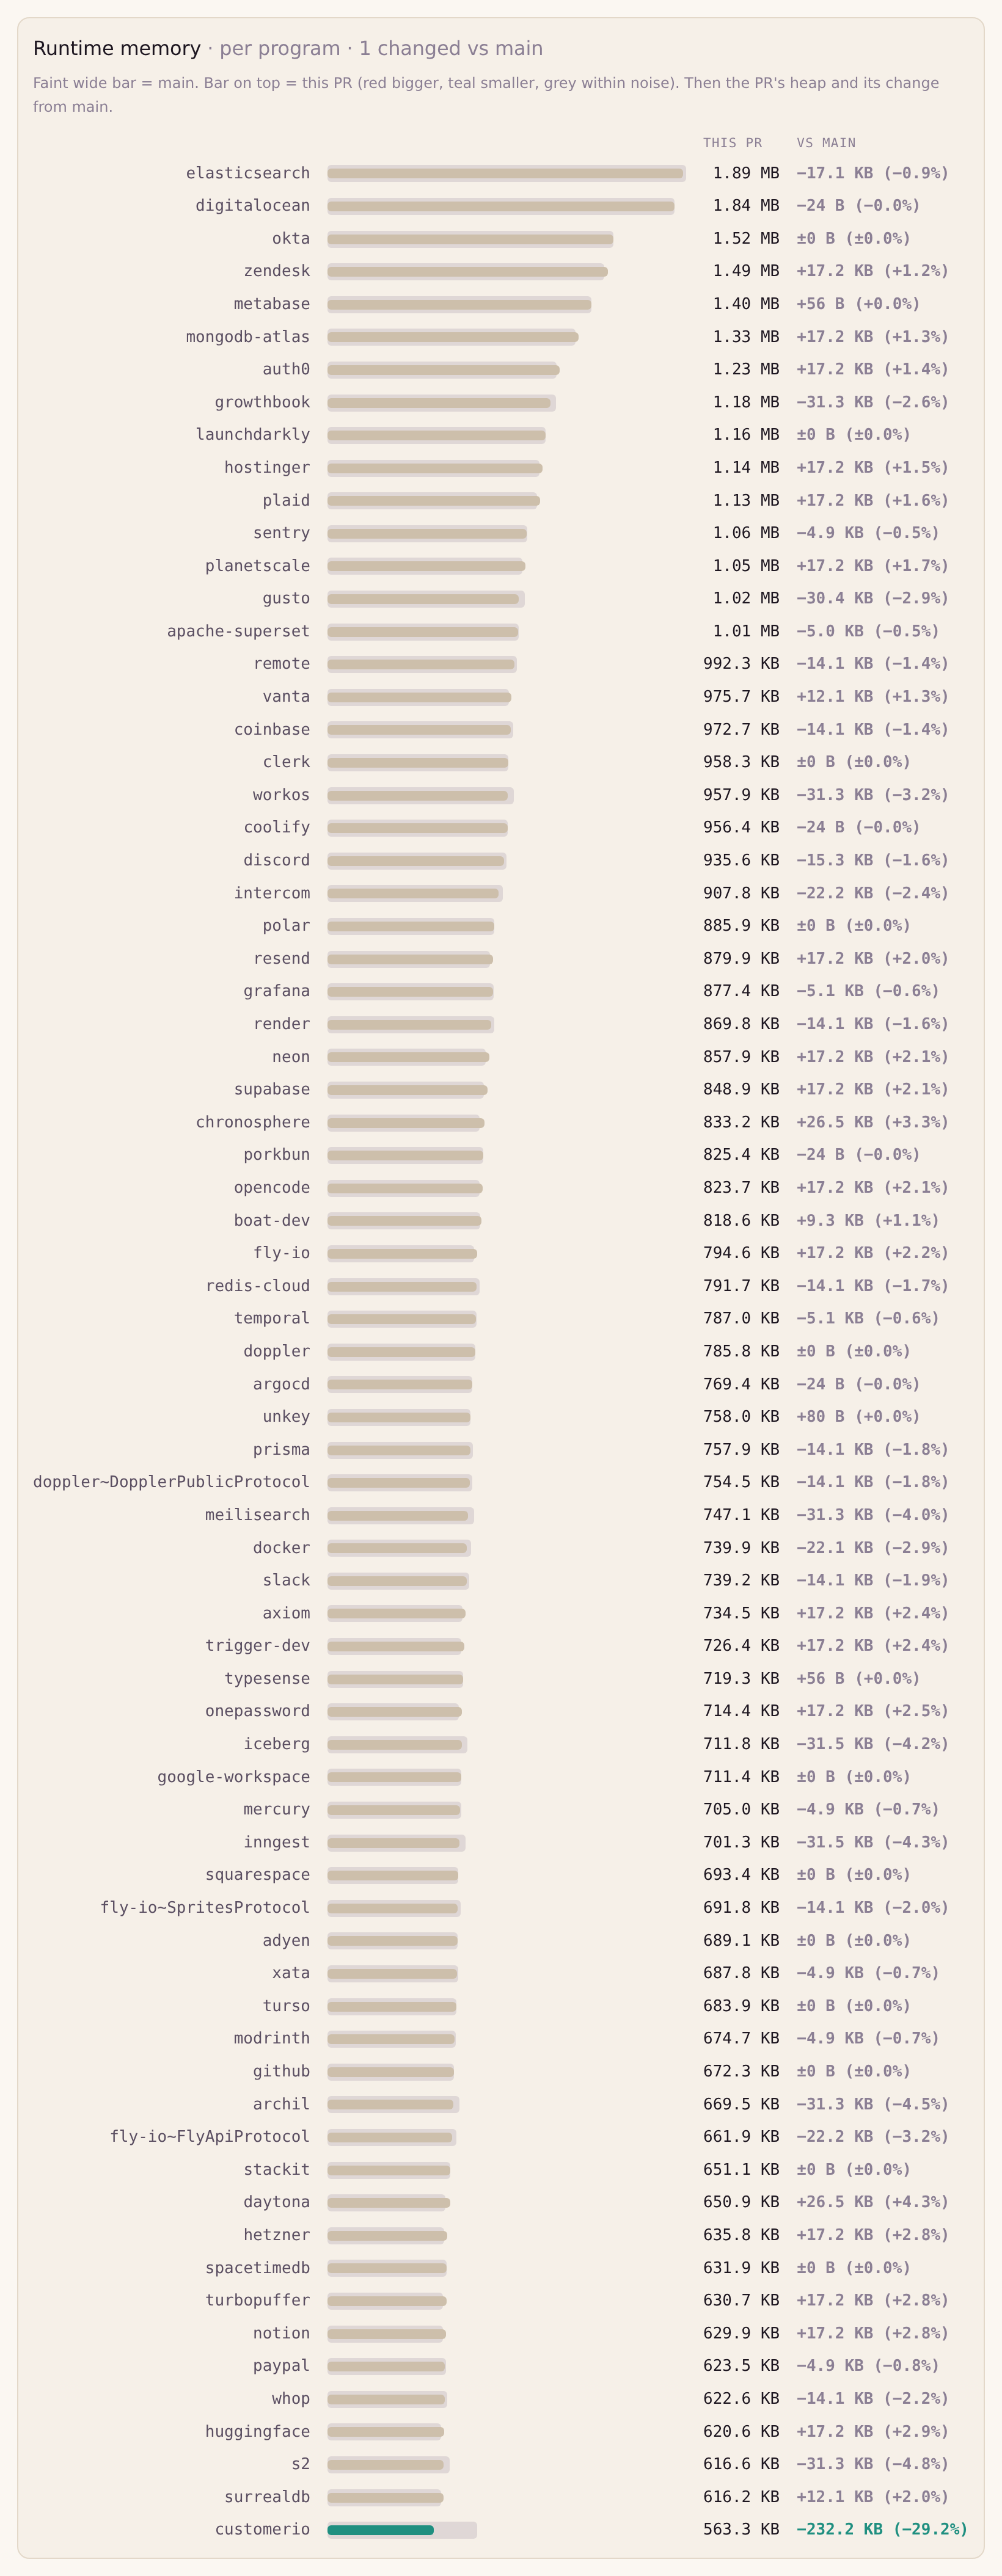 Runtime memory · per program · 1 changed vs main
Faint wide bar = main. Bar on top = this PR (red bigger, teal smaller, grey within noise). Then the PR's heap and its change
from main.
THIS PR VS MAIN
elasticsearch 1.89 MB −17.1 KB (−0.9%)
digitalocean 1.84 MB −24 B (−0.0%)
okta 1.52 MB ±0 B (±0.0%)
zendesk 1.49 MB +17.2 KB (+1.2%)
metabase 1.40 MB +56 B (+0.0%)
mongodb-atlas 1.33 MB +17.2 KB (+1.3%)
auth0 1.23 MB +17.2 KB (+1.4%)
growthbook 1.18 MB −31.3 KB (−2.6%)
launchdarkly 1.16 MB ±0 B (±0.0%)
hostinger 1.14 MB +17.2 KB (+1.5%)
plaid 1.13 MB +17.2 KB (+1.6%)
sentry 1.06 MB −4.9 KB (−0.5%)
planetscale 1.05 MB +17.2 KB (+1.7%)
gusto 1.02 MB −30.4 KB (−2.9%)
apache-superset 1.01 MB −5.0 KB (−0.5%)
remote 992.3 KB −14.1 KB (−1.4%)
vanta 975.7 KB +12.1 KB (+1.3%)
coinbase 972.7 KB −14.1 KB (−1.4%)
clerk 958.3 KB ±0 B (±0.0%)
workos 957.9 KB −31.3 KB (−3.2%)
coolify 956.4 KB −24 B (−0.0%)
discord 935.6 KB −15.3 KB (−1.6%)
intercom 907.8 KB −22.2 KB (−2.4%)
polar 885.9 KB ±0 B (±0.0%)
resend 879.9 KB +17.2 KB (+2.0%)
grafana 877.4 KB −5.1 KB (−0.6%)
render 869.8 KB −14.1 KB (−1.6%)
neon 857.9 KB +17.2 KB (+2.1%)
supabase 848.9 KB +17.2 KB (+2.1%)
chronosphere 833.2 KB +26.5 KB (+3.3%)
porkbun 825.4 KB −24 B (−0.0%)
opencode 823.7 KB +17.2 KB (+2.1%)
boat-dev 818.6 KB +9.3 KB (+1.1%)
fly-io 794.6 KB +17.2 KB (+2.2%)
redis-cloud 791.7 KB −14.1 KB (−1.7%)
temporal 787.0 KB −5.1 KB (−0.6%)
doppler 785.8 KB ±0 B (±0.0%)
argocd 769.4 KB −24 B (−0.0%)
unkey 758.0 KB +80 B (+0.0%)
prisma 757.9 KB −14.1 KB (−1.8%)
doppler~DopplerPublicProtocol 754.5 KB −14.1 KB (−1.8%)
meilisearch 747.1 KB −31.3 KB (−4.0%)
docker 739.9 KB −22.1 KB (−2.9%)
slack 739.2 KB −14.1 KB (−1.9%)
axiom 734.5 KB +17.2 KB (+2.4%)
trigger-dev 726.4 KB +17.2 KB (+2.4%)
typesense 719.3 KB +56 B (+0.0%)
onepassword 714.4 KB +17.2 KB (+2.5%)
iceberg 711.8 KB −31.5 KB (−4.2%)
google-workspace 711.4 KB ±0 B (±0.0%)
mercury 705.0 KB −4.9 KB (−0.7%)
inngest 701.3 KB −31.5 KB (−4.3%)
squarespace 693.4 KB ±0 B (±0.0%)
fly-io~SpritesProtocol 691.8 KB −14.1 KB (−2.0%)
adyen 689.1 KB ±0 B (±0.0%)
xata 687.8 KB −4.9 KB (−0.7%)
turso 683.9 KB ±0 B (±0.0%)
modrinth 674.7 KB −4.9 KB (−0.7%)
github 672.3 KB ±0 B (±0.0%)
archil 669.5 KB −31.3 KB (−4.5%)
fly-io~FlyApiProtocol 661.9 KB −22.2 KB (−3.2%)
stackit 651.1 KB ±0 B (±0.0%)
daytona 650.9 KB +26.5 KB (+4.3%)
hetzner 635.8 KB +17.2 KB (+2.8%)
spacetimedb 631.9 KB ±0 B (±0.0%)
turbopuffer 630.7 KB +17.2 KB (+2.8%)
notion 629.9 KB +17.2 KB (+2.8%)
paypal 623.5 KB −4.9 KB (−0.8%)
whop 622.6 KB −14.1 KB (−2.2%)
huggingface 620.6 KB +17.2 KB (+2.9%)
s2 616.6 KB −31.3 KB (−4.8%)
surrealdb 616.2 KB +12.1 KB (+2.0%)
customerio 563.3 KB −232.2 KB (−29.2%)